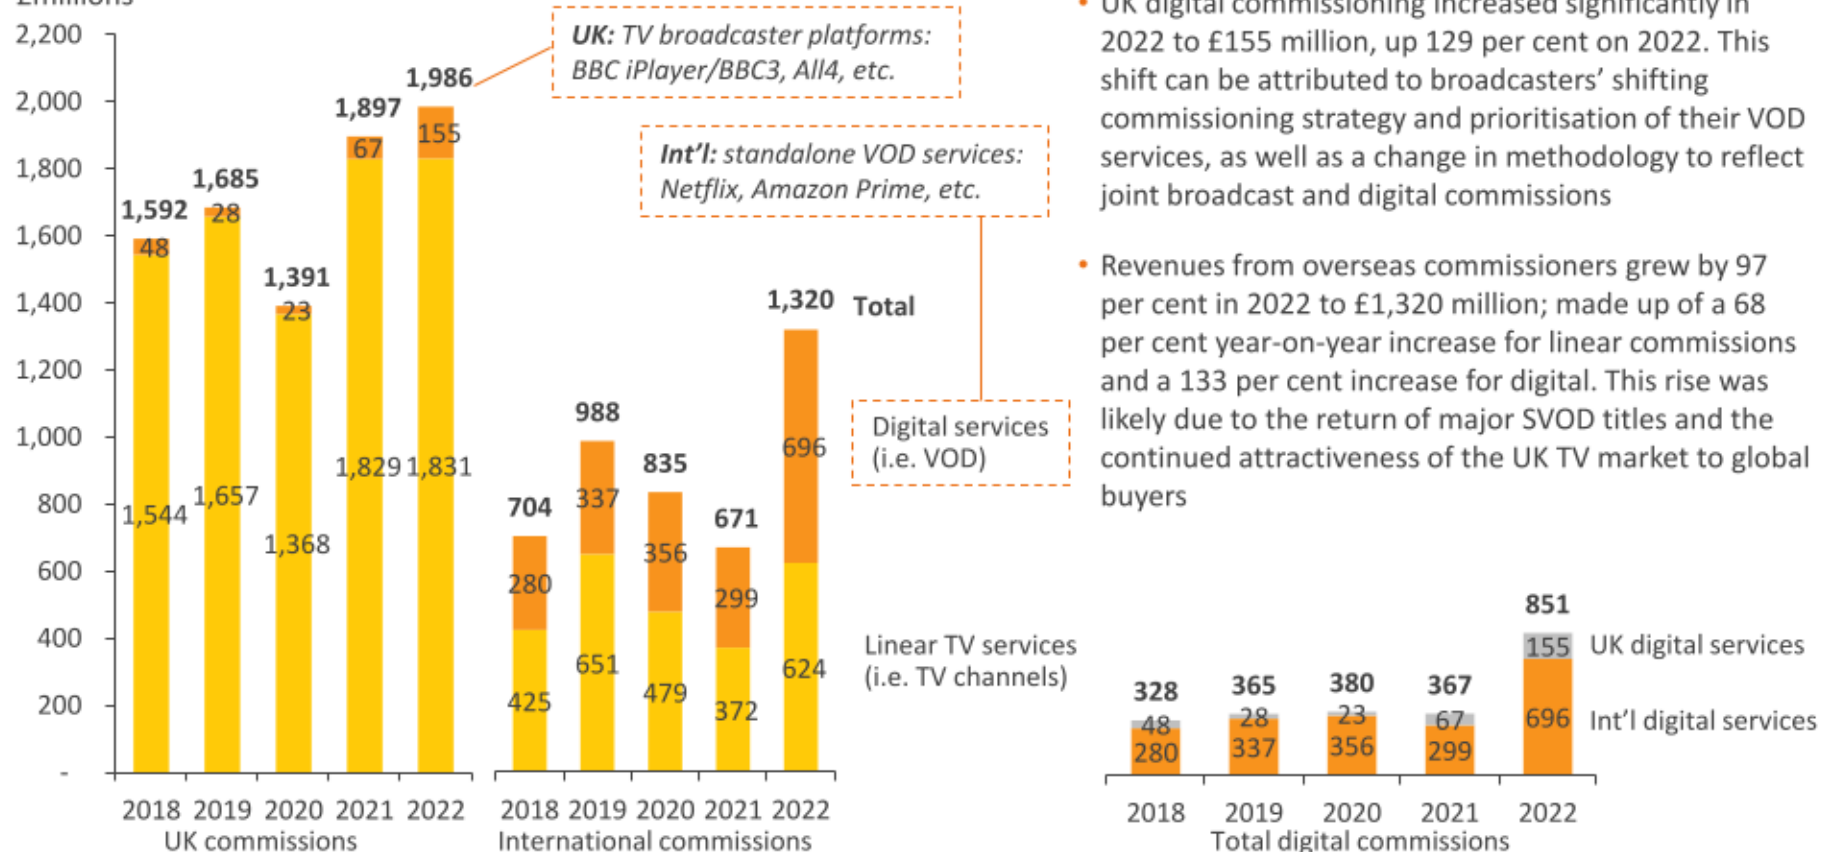 £millions
2,200
2,000
1,800
1,600
1,400
1,200
1,000
800
600
400
200
-
1,592
48
1,544
1,685
28
1,657
1,391
23
1,368
1,897
67
1,829
1,986
155
1,831
2018 2019 2020 2021 2022
UK commissions
UK: TV broadcaster platforms:
BBC iPlayer/BBC3, All4, etc.
Int'l: standalone VOD services:
Netflix, Amazon Prime, etc.
704
280
425
988
337
651
835
356
479
671
299
372
1,320
696
624
Total
Digital services
(i.e. VOD)
Linear TV services
(i.e. TV channels)
2018 2019 2020 2021 2022
International commissions
• UK digital commissioning increased significantly in
2022 to £155 million, up 129 per cent on 2022. This
shift can be attributed to broadcasters' shifting
commissioning strategy and prioritisation of their VOD
services, as well as a change in methodology to reflect
joint broadcast and digital commissions
• Revenues from overseas commissioners grew by 97
per cent in 2022 to £1,320 million; made up of a 68
per cent year-on-year increase for linear commissions
and a 133 per cent increase for digital. This rise was
likely due to the return of major SVOD titles and the
continued attractiveness of the UK TV market to global
buyers
328
48
280
365
28
337
380
23
356
367
67
299
851
155
696
UK digital services
Int'l digital services
2018 2019 2020 2021 2022
Total digital commissions